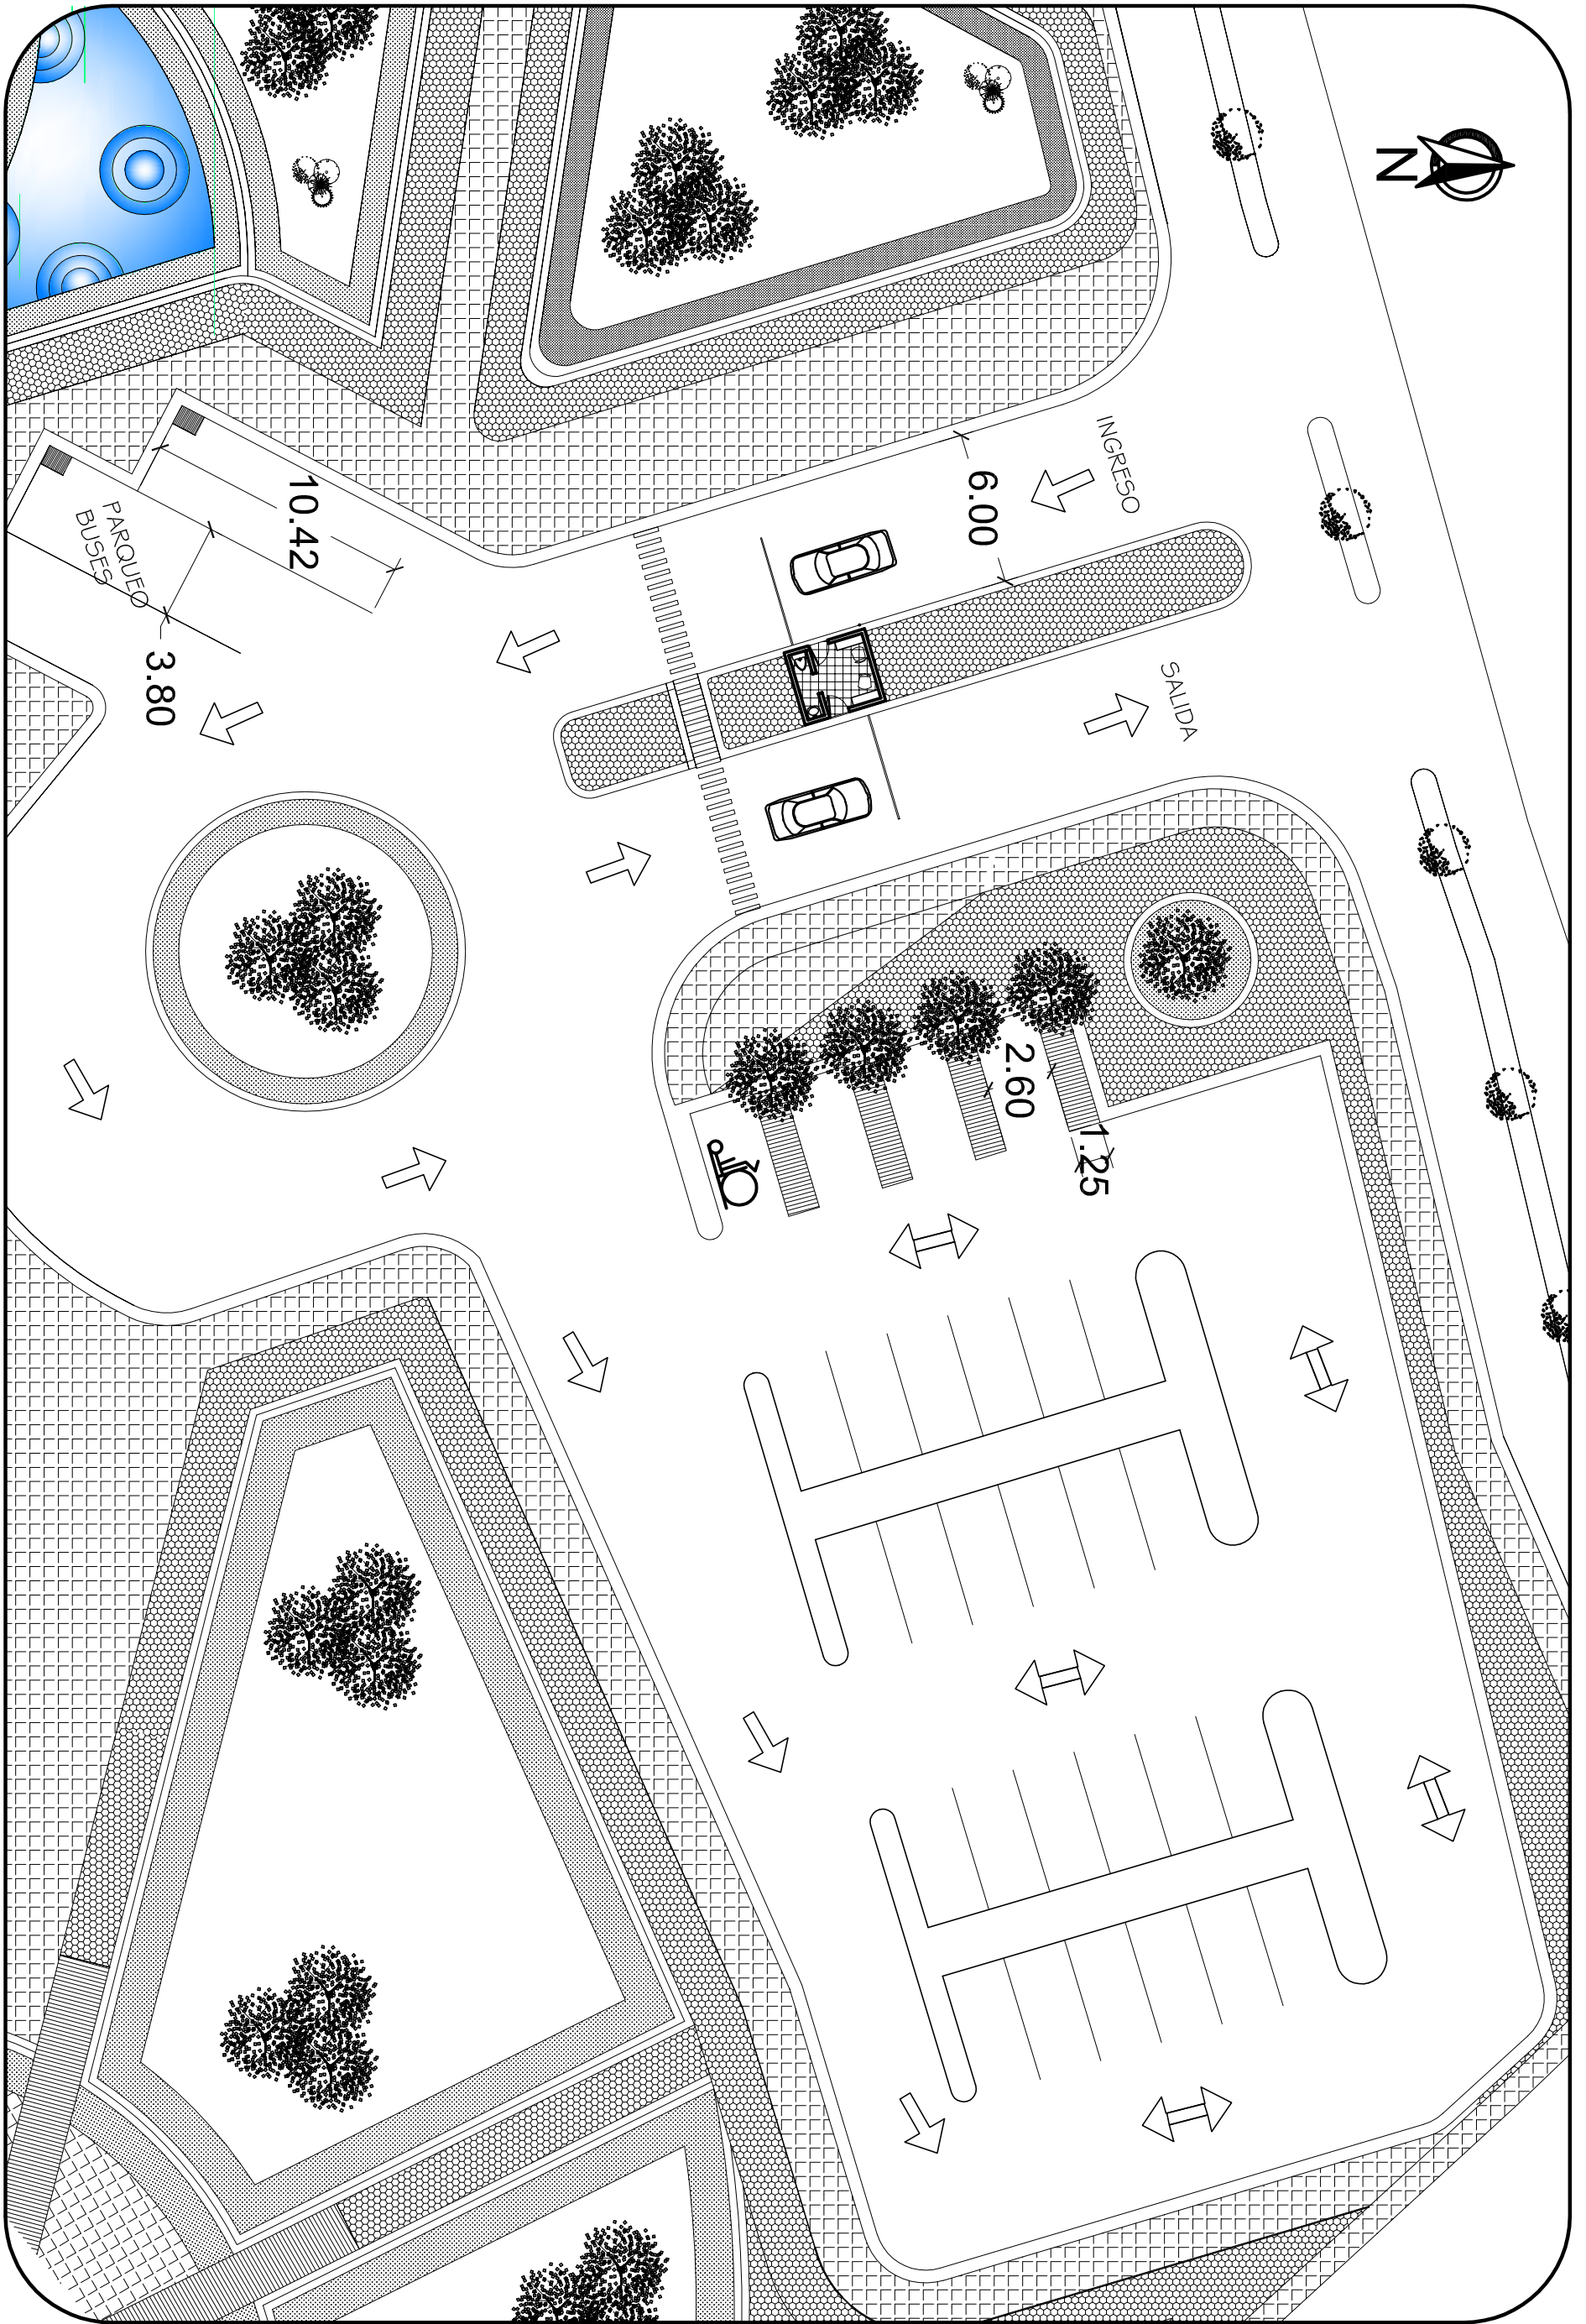 N
INGRESO
6.00
10.42
PARQUEO
BUSES
3.80
SALIDA
2.60
1.25